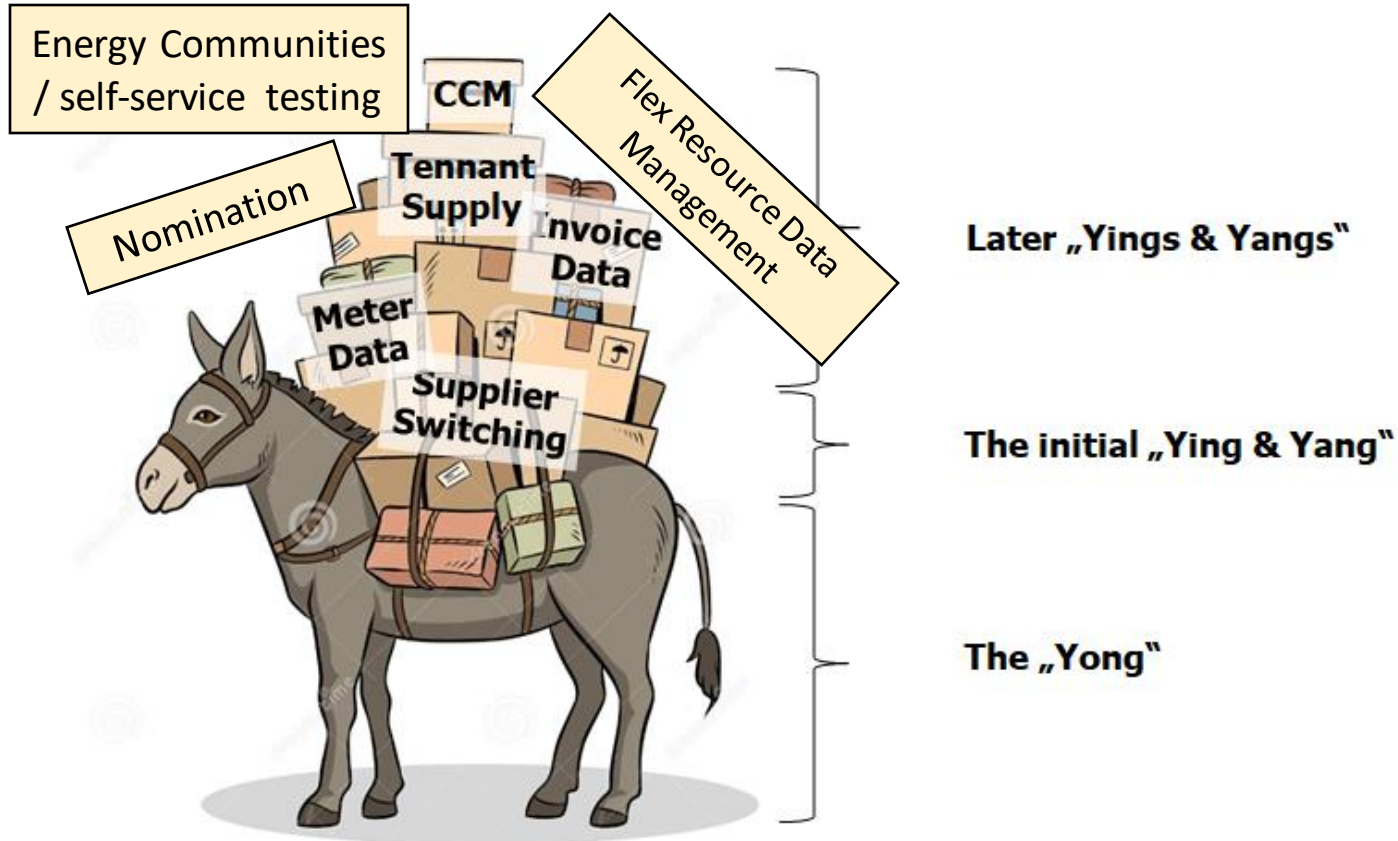 Energy Communities
/ self-service testing
CCM
Flex Resource Data
Management
Tennant
Supply
Nomination
Invoice
Data
Later „Yings & Yangs‟
Meter
Data
Supplier
Switching
The initial „Ying & Yang‟
The „Yong‟